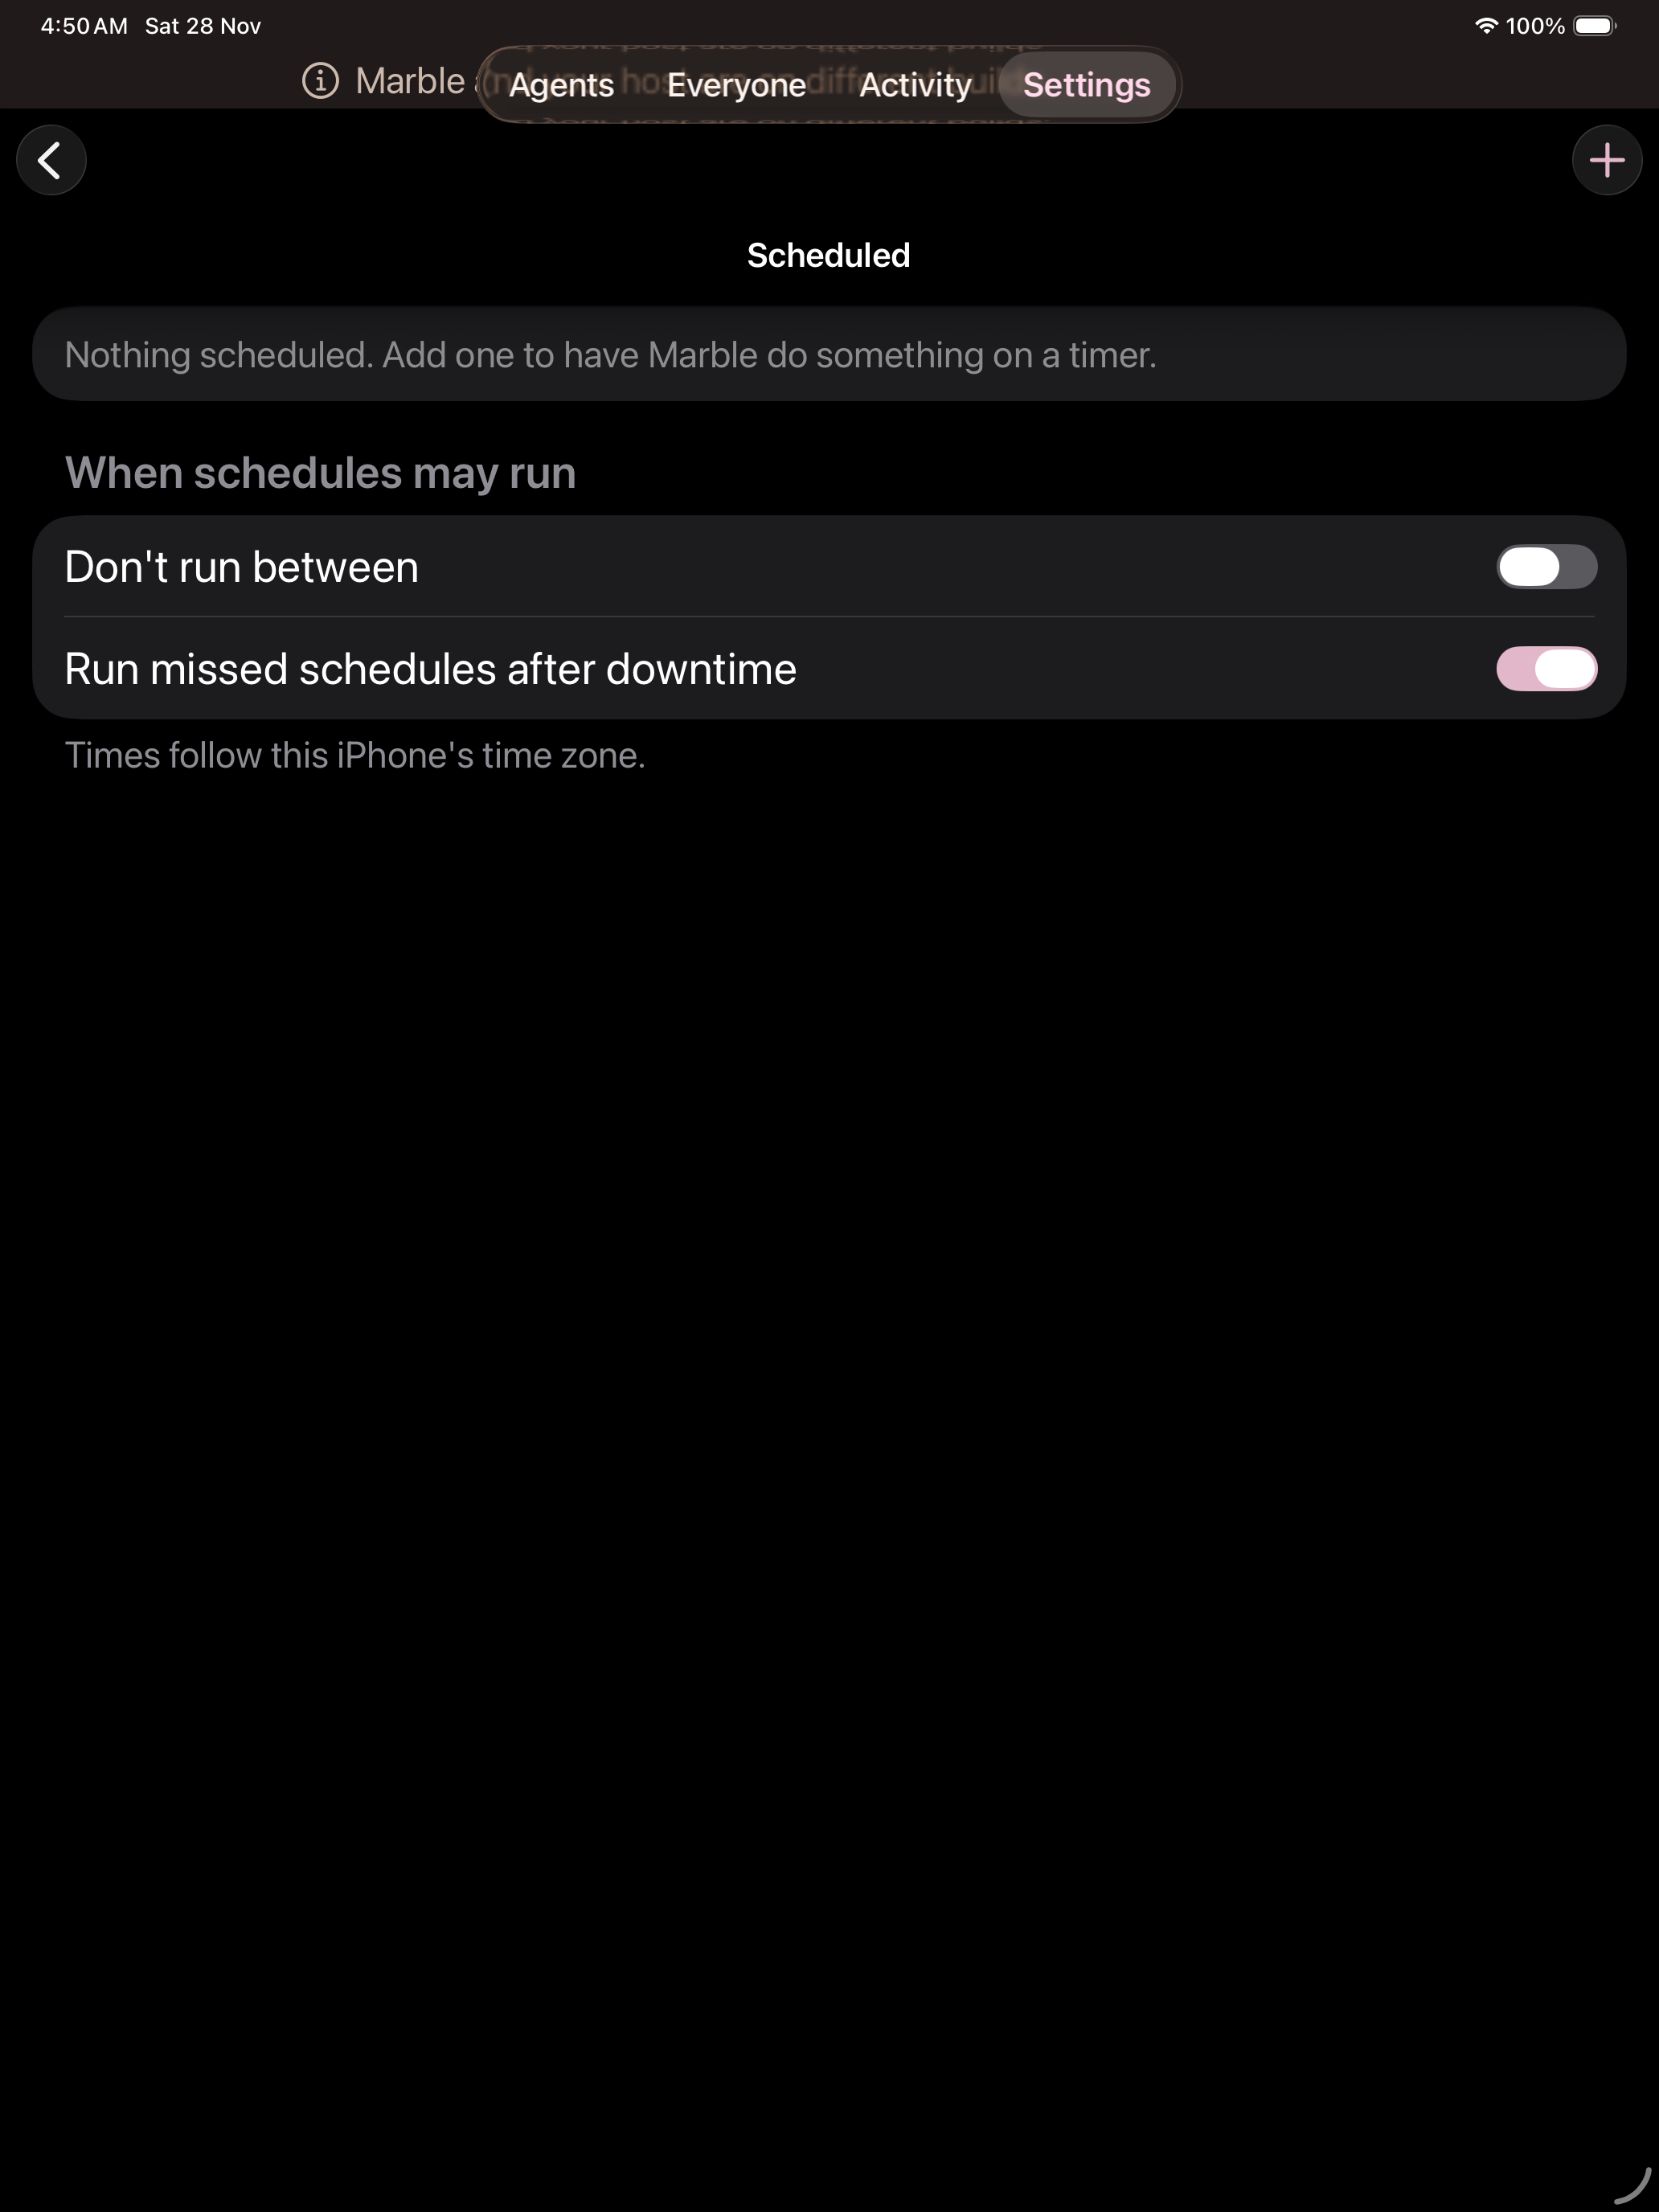 4:50 AM Sat 28 Nov
100%
Marble
Agents Everyone Activity Settings
Scheduled
Nothing scheduled. Add one to have Marble do something on a timer.
When schedules may run
Don't run between
Run missed schedules after downtime
Times follow this iPhone's time zone.